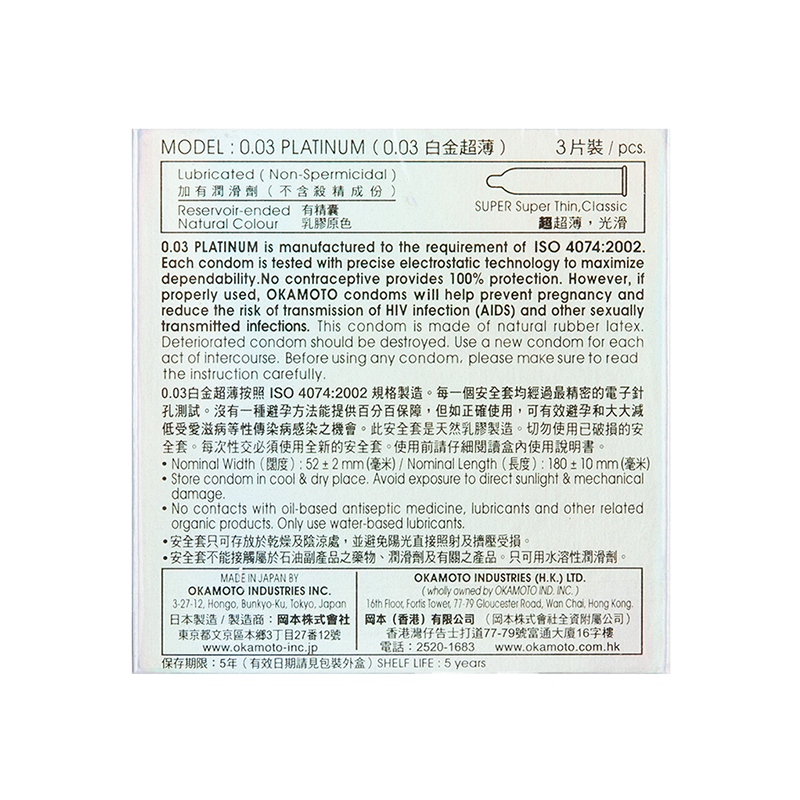 MODEL : 0.03 PLATINUM ( 0.03 白金超薄 ) 3片裝 / pcs.
Lubricated ( Non-Spermicidal )
加有潤滑劑 ( 不含殺精成份 )
Reservoir-ended 有精囊
Natural Colour 乳膠原色
SUPER Super Thin,Classic
超超薄，光滑
0.03 PLATINUM is manufactured to the requirement of ISO 4074:2002.
Each condom is tested with precise electrostatic technology to maximize
dependability.No contraceptive provides 100% protection. However, if
properly used, OKAMOTO condoms will help prevent pregnancy and
reduce the risk of transmission of HIV infection (AIDS) and other sexually
transmitted infections. This condom is made of natural rubber latex.
Deteriorated condom should be destroyed. Use a new condom for each
act of intercourse. Before using any condom, please make sure to read
the instruction carefully.
0.03白金超薄按照 ISO 4074:2002 規格製造。每一個安全套均經過最精密的電子針
孔測試。沒有一種避孕方法能提供百分百保障，但如正確使用，可有效避孕和大大減
低受愛滋病等性傳染病感染之機會。此安全套是天然乳膠製造。切勿使用已破損的安
全套。每次性交必須使用全新的安全套。使用前請仔細閱讀盒內使用說明書。
• Nominal Width ( 闊度 ) : 52 ± 2 mm (毫米) / Nominal Length ( 長度 ) : 180 ± 10 mm (毫米)
• Store condom in cool & dry place. Avoid exposure to direct sunlight & mechanical
damage.
• No contacts with oil-based antiseptic medicine, lubricants and other related
organic products. Only use water-based lubricants.
• 安全套只可存放於乾燥及陰涼處，並避免陽光直接照射及擠壓受損。
• 安全套不能接觸屬於石油副產品之藥物、潤滑劑及有關之產品。只可用水溶性潤滑劑。
MADE IN JAPAN BY
OKAMOTO INDUSTRIES INC.
3-27-12, Hongo, Bunkyo-Ku, Tokyo, Japan
日本製造 / 製造商 : 岡本株式會社
東京都文京區本鄉3丁目27番12號
www.okamoto-inc.jp
OKAMOTO INDUSTRIES (H.K.) LTD.
( wholly owned by OKAMOTO IND. INC. )
16th Floor, Fortis Tower, 77-79 Gloucester Road, Wan Chai, Hong Kong.
岡本 (香港) 有限公司 ( 岡本株式會社全資附屬公司 )
香港灣仔告士打道77-79號富通大廈16字樓
電話 : 2520-1683 www.okamoto.com.hk
保存期限 : 5年 ( 有效日期請見包裝外盒 ) SHELF LIFE : 5 years